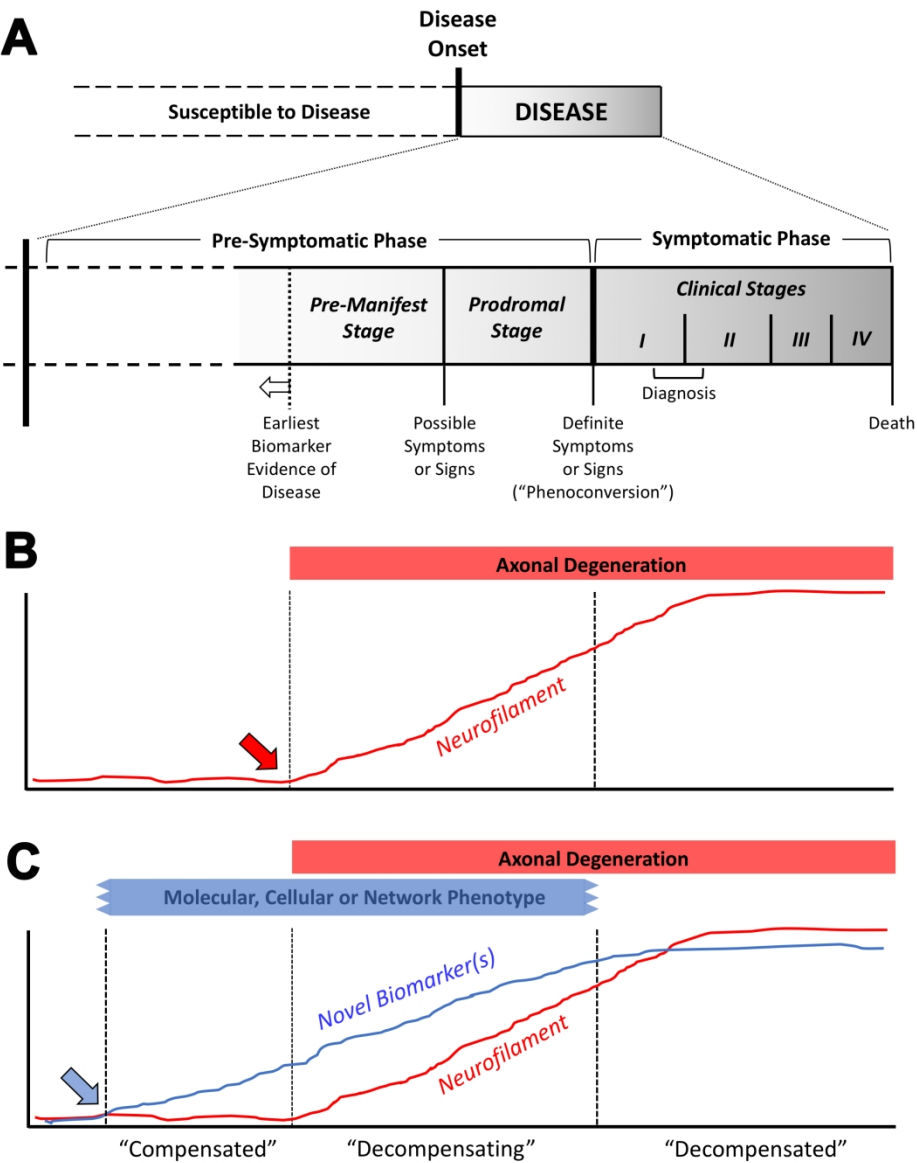 A
Disease
Onset
Susceptible to Disease
DISEASE
Pre-Symptomatic Phase
Symptomatic Phase
Pre-Manifest
Stage
Prodromal
Stage
Clinical Stages
I
II
III
IV
Diagnosis
Earliest
Biomarker
Evidence of
Disease
Possible
Symptoms
or Signs
Definite
Symptoms
or Signs
(“Phenoconversion”)
Death
B
Axonal Degeneration
Neurofilament
C
Axonal Degeneration
Molecular, Cellular or Network Phenotype
Novel Biomarker(s)
Neurofilament
“Compensated”
“Decompensating”
“Decompensated”